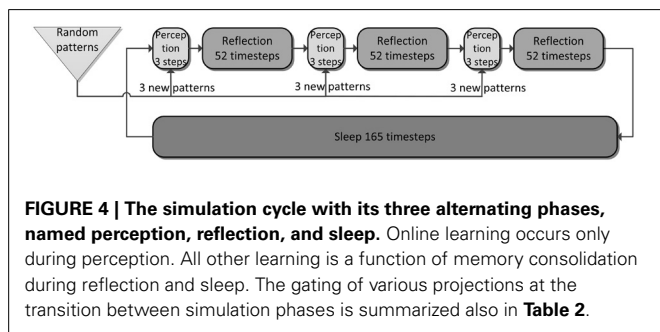 Random
patterns
Percep
tion
3 steps
Reflection
52 timesteps
Percep
tion
3 steps
Reflection
52 timesteps
Percep
tion
3 steps
Reflection
52 timesteps
3 new patterns
3 new patterns
3 new patterns
Sleep 165 timesteps
FIGURE 4 | The simulation cycle with its three alternating phases,
named perception, reflection, and sleep. Online learning occurs only
during perception. All other learning is a function of memory consolidation
during reflection and sleep. The gating of various projections at the
transition between simulation phases is summarized also in Table 2.